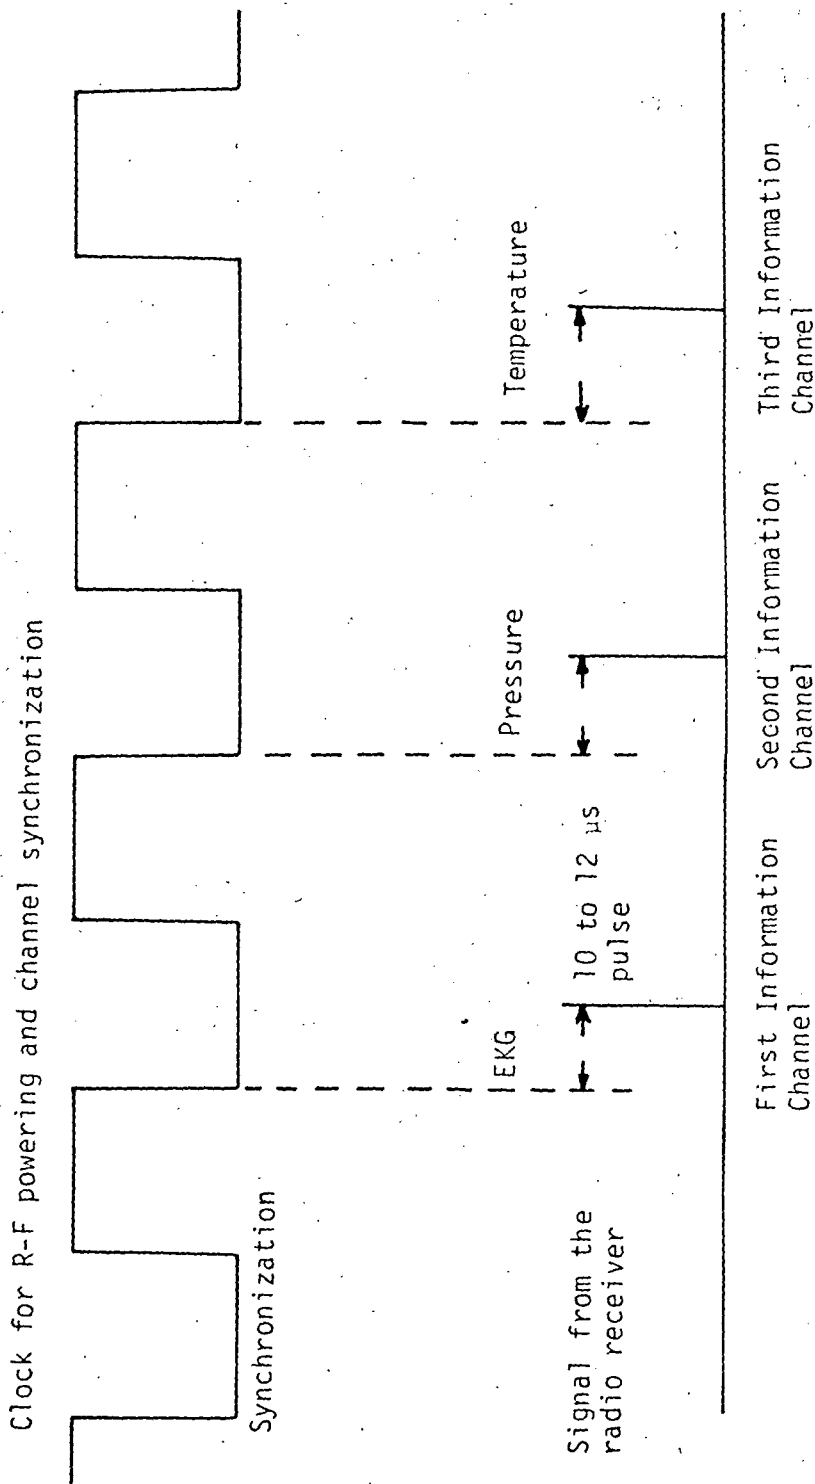 Clock for R-F powering and channel synchronization
Synchronization
EKG
Pressure
Temperature
Signal from the
radio receiver
10 to 12 µs
pulse
First Information
Channel
Second Information
Channel
Third Information
Channel